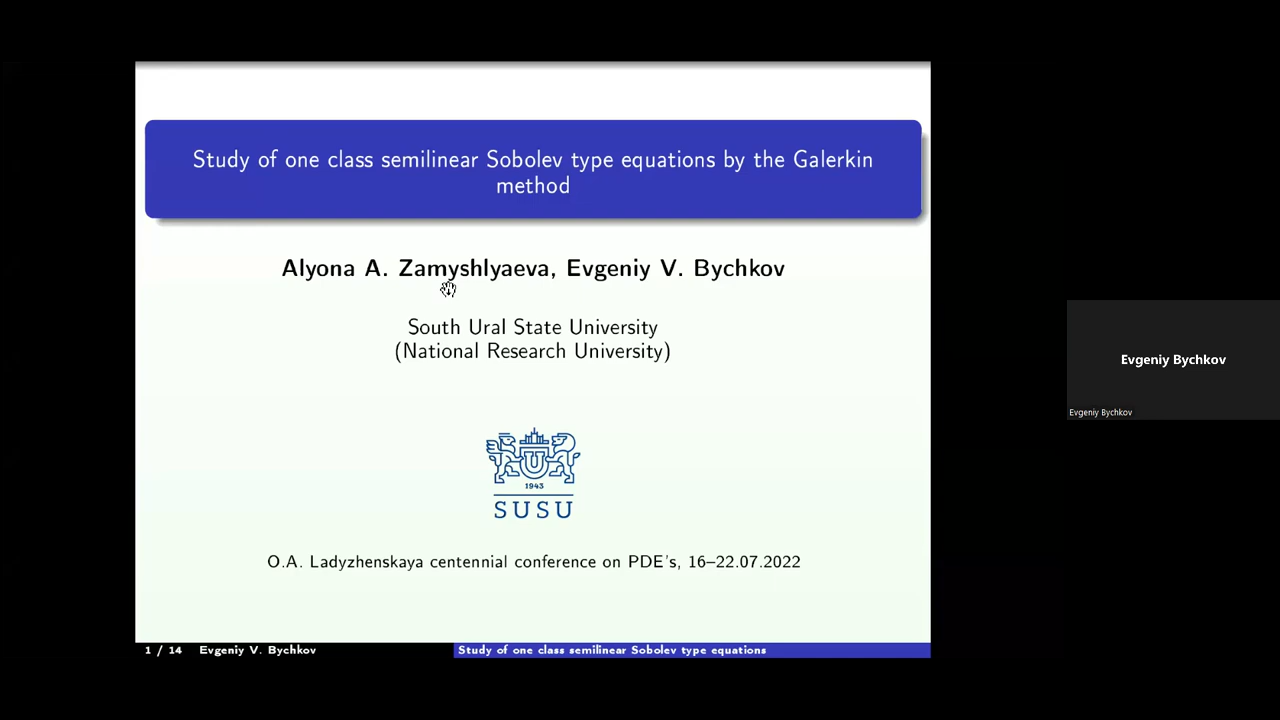 Study of one class semilinear Sobolev type equations by the Galerkin
method
Alyona A. Zamyshlyaeva, Evgeniy V. Bychkov
South Ural State University
(National Research University)
1943
SUSU
O.A. Ladyzhenskaya centennial conference on PDE's, 16–22.07.2022
1 / 14 Evgeniy V. Bychkov
Study of one class semilinear Sobolev type equations
Evgeniy Bychkov
Evgeniy Bychkov